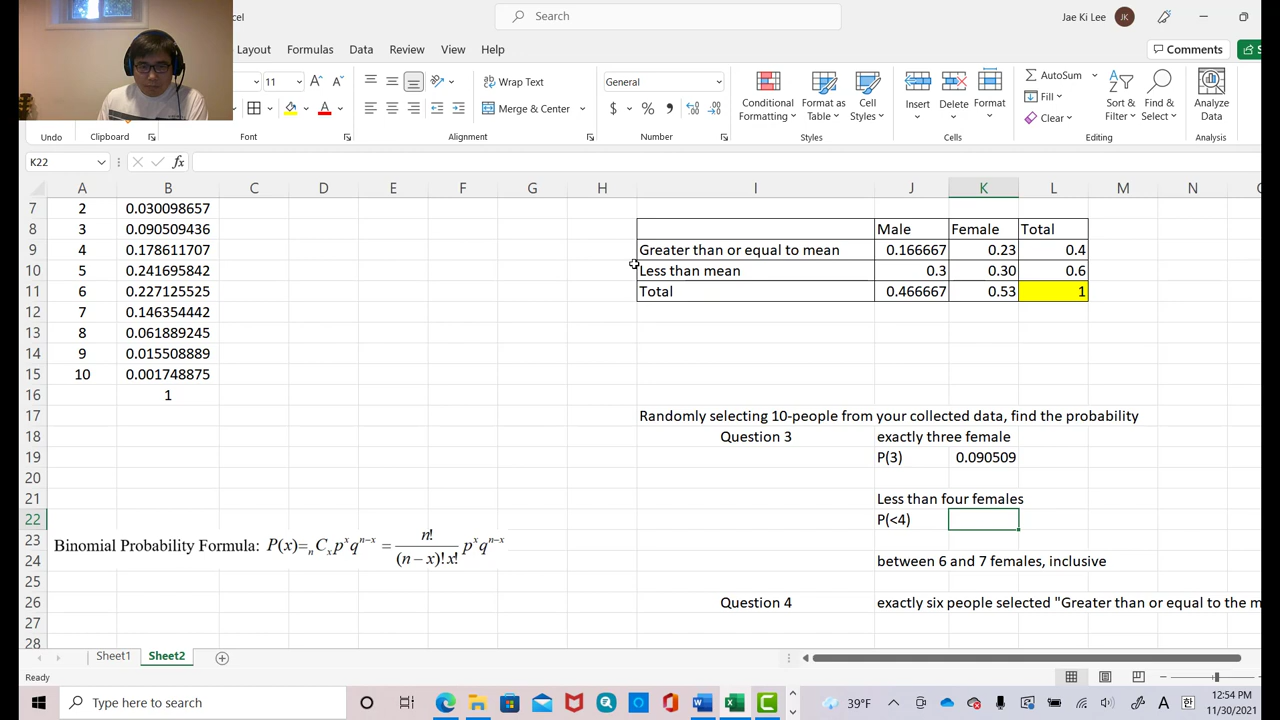 cel
Search
Jae Ki Lee
JK
Layout
Formulas
Data
Review
View
Help
Comments
11
A
A
Wrap Text
General
AutoSum
Fill
Clear
A
Merge & Center
$ % ,
Conditional Formatting
Format as Table
Cell Styles
Insert
Delete
Format
Sort & Filter
Find & Select
Analyze Data
Undo
Clipboard
Font
Alignment
Number
Styles
Cells
Editing
Analysis
K22
fx
A B C D E F G H I J K L M N
7 2 0.030098657
8 3 0.090509436 Male Female Total
9 4 0.178611707 Greater than or equal to mean 0.166667 0.23 0.4
10 5 0.241695842 Less than mean 0.3 0.30 0.6
11 6 0.227125525 Total 0.466667 0.53 1
12 7 0.146354442
13 8 0.061889245
14 9 0.015508889
15 10 0.001748875
16 1
17 Randomly selecting 10-people from your collected data, find the probability
18 Question 3 exactly three female
19 P(3) 0.090509
20
21 Less than four females
22 P(<4)
23 Binomial Probability Formula: P(x)=ₙCₓpˣqⁿ⁻ˣ = n!/((n – x)!x!) pˣqⁿ⁻ˣ
24 between 6 and 7 females, inclusive
25
26 Question 4 exactly six people selected "Greater than or equal to the m
27
28
Sheet1
Sheet2
Ready
Type here to search
39°F
A
한
12:54 PM
11/30/2021